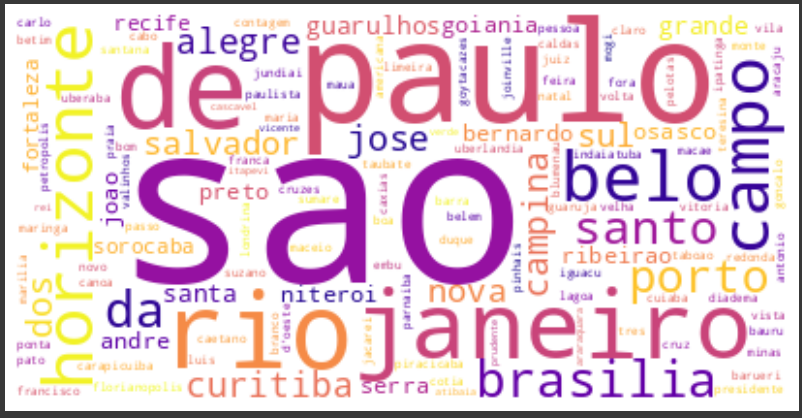 carlo
recife
guarulhos
goiania
pessoa
claro
grande
vila
betim
cabo
contagem
alegre
santana
caldas
monte
juiz
mogi
de paulo
horizonte
fortaleza
uberaba
jundiai
paulista
cascavel
maua
limeira
americana
goytacazes
joinville
feira
natal
fora
volta
pelotas
ipatinga
teresina
aracaju
campo
maria
vicente
petropolis
praia
bom
salvador
jose
verde
bernardo
sul
osasco
uberlandia
joao
valinhos
franca
itapevi
taubate
campina
blumenau
indaiatuba
macae
belo
goncalo
sao
preto
cruzes
sumare
caxias
barra
boa
belem
guaruja
velha
vitoria
santo
rei
maringa
passo
sorocaba
londrina
maceio
duque
pinhais
ribeirao
taboao
redonda
antonio
marilia
dos
novo
canoa
suzano
embu
iguacu
porto
da
santa
niteroi
parnaiba
nova
lagoa
cuiaba
diadema
rio
janeiro
andre
caetano
branco
d'oeste
jacarei
prudente
araraquara
tres
cruz
vista
bauru
minas
ponta
pato
carapicuiba
luis
piracicaba
barueri
francisco
florianopolis
curitiba
serra
cotia
atibaia
brasilia
presidente